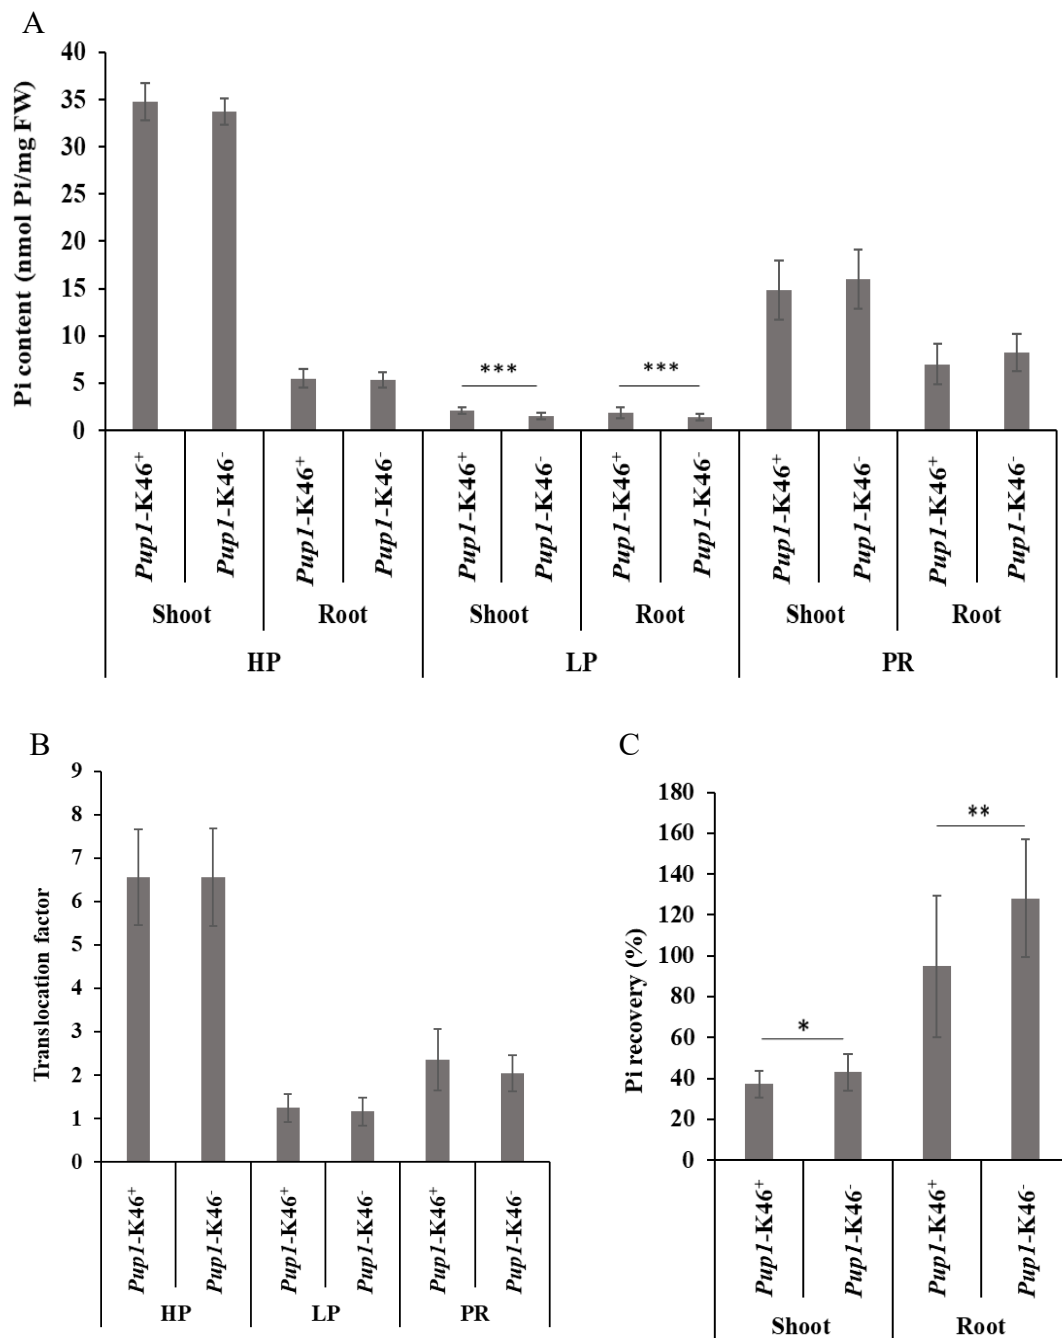 A
Pi content (nmol Pi/mg FW)
40
35
30
25
20
15
10
5
0
*** ***
Pup1-K46⁺ Pup1-K46⁻ Pup1-K46⁺ Pup1-K46⁻ Pup1-K46⁺ Pup1-K46⁻ Pup1-K46⁺ Pup1-K46⁻ Pup1-K46⁺ Pup1-K46⁻ Pup1-K46⁺ Pup1-K46⁻
Shoot Root Shoot Root Shoot Root
HP LP PR
B
Translocation factor
9
8
7
6
5
4
3
2
1
0
Pup1-K46⁺ Pup1-K46⁻ Pup1-K46⁺ Pup1-K46⁻ Pup1-K46⁺ Pup1-K46⁻
HP LP PR
C
Pi recovery (%)
180
160
140
120
100
80
60
40
20
0
*
**
Pup1-K46⁺ Pup1-K46⁻ Pup1-K46⁺ Pup1-K46⁻
Shoot Root